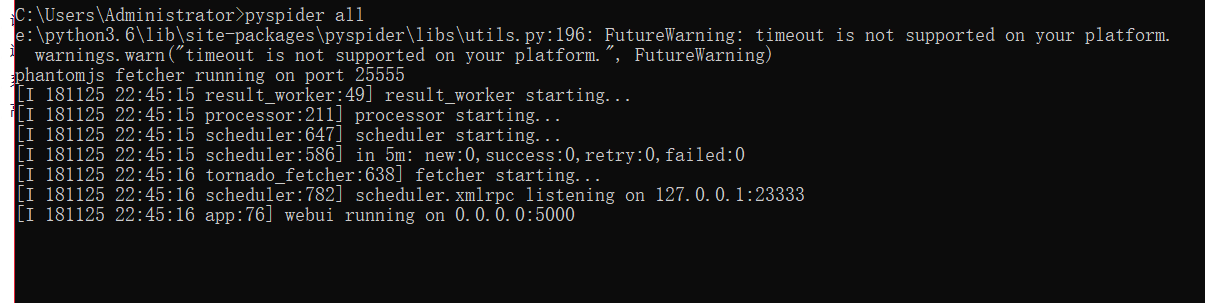 C:\Users\Administrator>pyspider all
e:\python3.6\lib\site-packages\pyspider\libs\utils.py:196: FutureWarning: timeout is not supported on your platform.
  warnings.warn("timeout is not supported on your platform.", FutureWarning)
phantomjs fetcher running on port 25555
[I 181125 22:45:15 result_worker:49] result_worker starting...
[I 181125 22:45:15 processor:211] processor starting...
[I 181125 22:45:15 scheduler:647] scheduler starting...
[I 181125 22:45:15 scheduler:586] in 5m: new:0,success:0,retry:0,failed:0
[I 181125 22:45:16 tornado_fetcher:638] fetcher starting...
[I 181125 22:45:16 scheduler:782] scheduler.xmlrpc listening on 127.0.0.1:23333
[I 181125 22:45:16 app:76] webui running on 0.0.0.0:5000